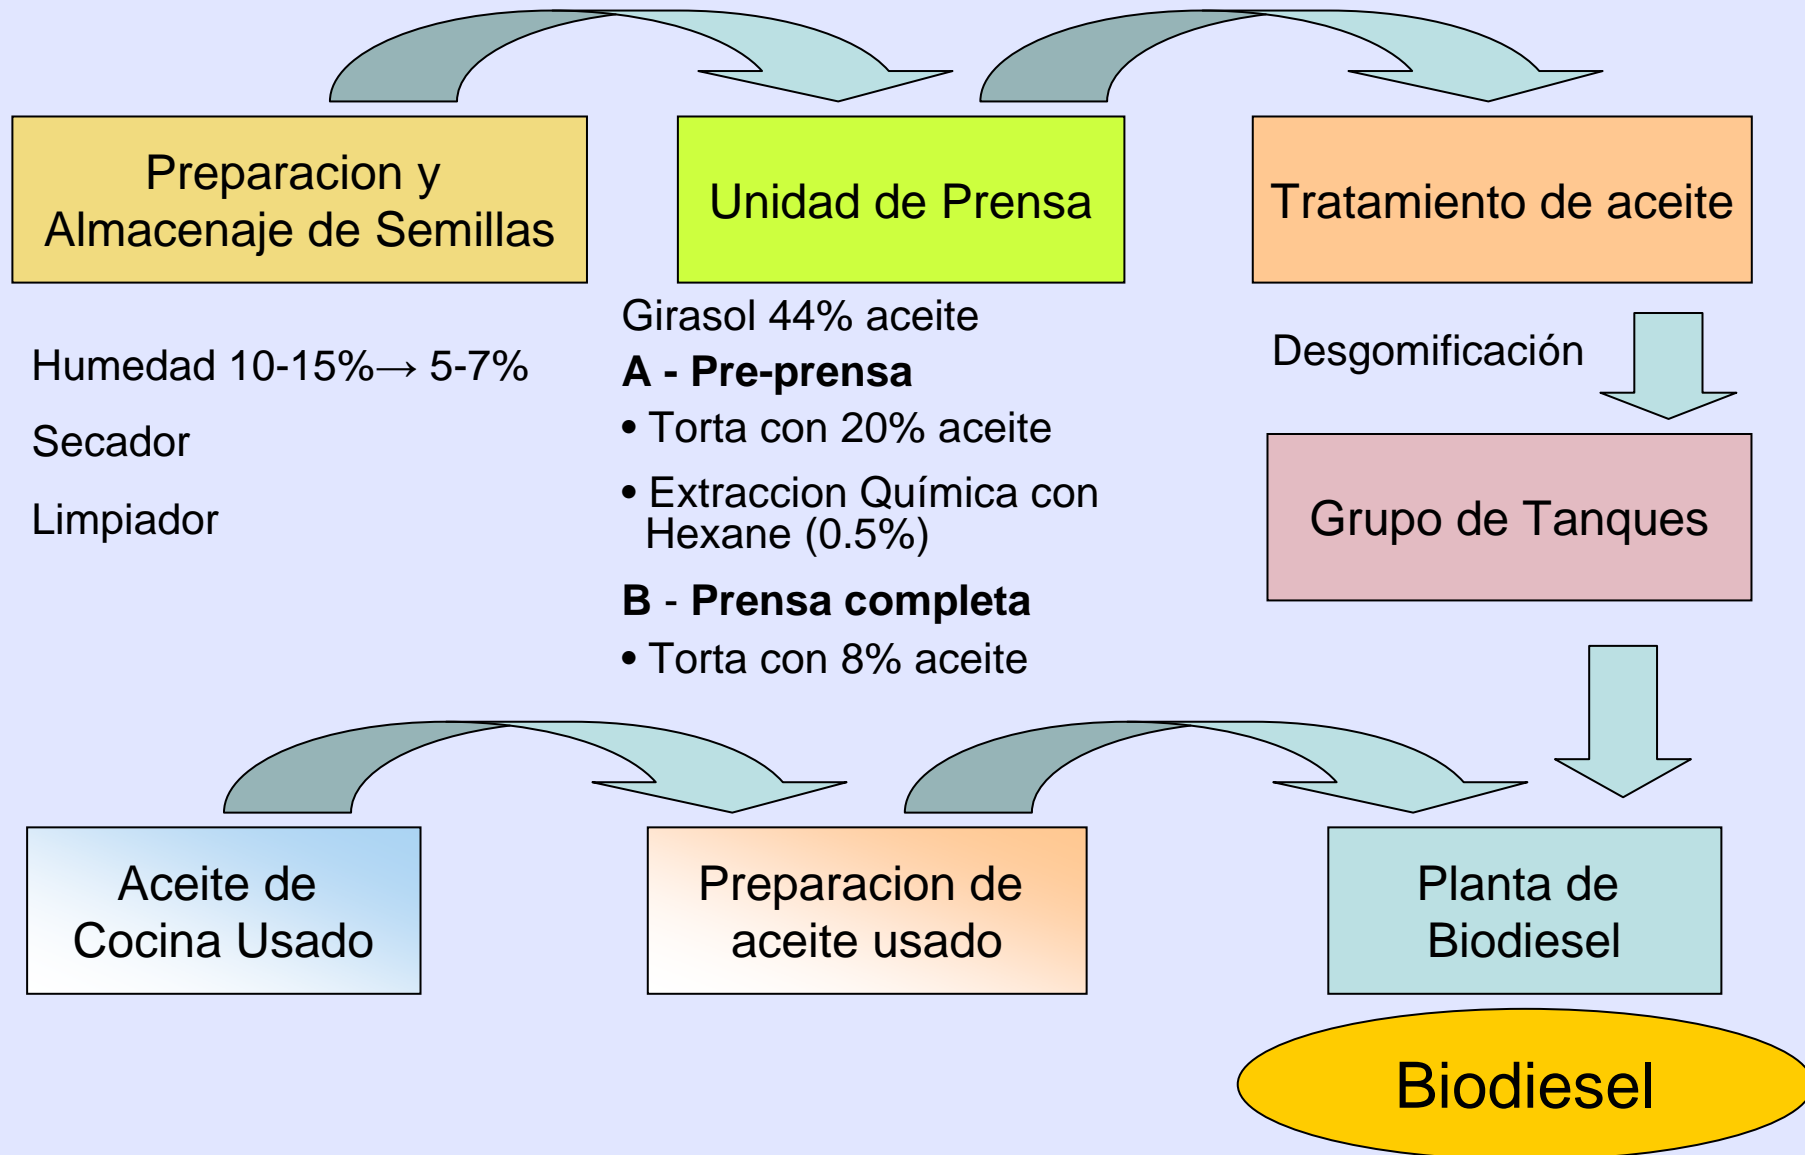 Preparacion y
Almacenaje de Semillas
Unidad de Prensa
Tratamiento de aceite
Humedad 10-15%→ 5-7%
Secador
Limpiador
Girasol 44% aceite
A - Pre-prensa
• Torta con 20% aceite
• Extraccion Química con
Hexane (0.5%)
B - Prensa completa
• Torta con 8% aceite
Desgomificación
Grupo de Tanques
Aceite de
Cocina Usado
Preparacion de
aceite usado
Planta de
Biodiesel
Biodiesel